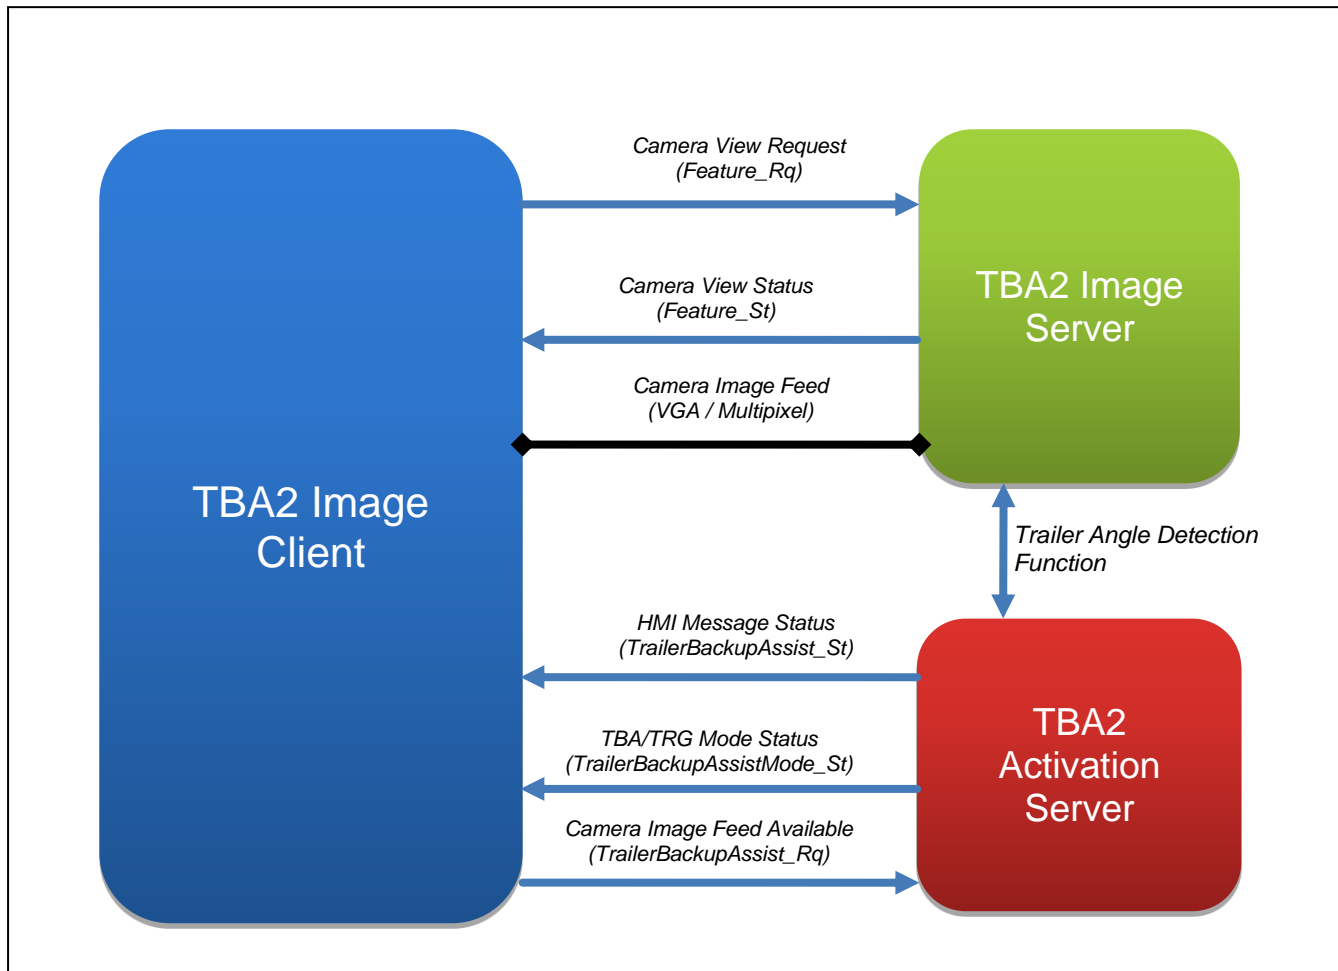 Camera View Request
(Feature_Rq)
Camera View Status
(Feature_St)
Camera Image Feed
(VGA / Multipixel)
TBA2 Image
Server
TBA2 Image
Client
Trailer Angle Detection
Function
HMI Message Status
(TrailerBackupAssist_St)
TBA/TRG Mode Status
(TrailerBackupAssistMode_St)
Camera Image Feed Available
(TrailerBackupAssist_Rq)
TBA2
Activation
Server